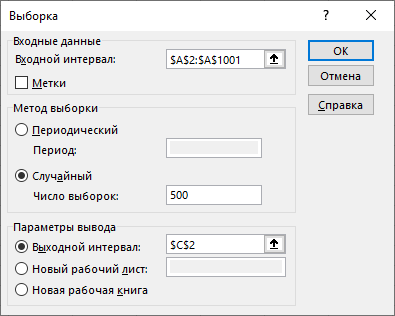 Выборка
?
Входные данные
Входной интервал: $A$2:$A$1001
Метки
OK
Отмена
Справка
Метод выборки
Периодический
Период:
Случайный
Число выборок: 500
Параметры вывода
Выходной интервал: $C$2
Новый рабочий лист:
Новая рабочая книга